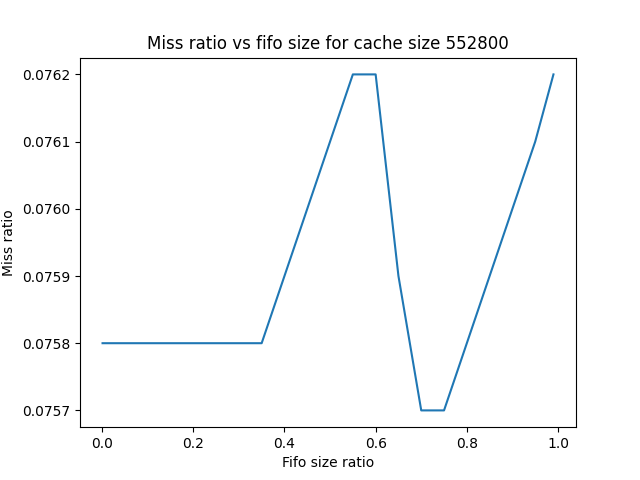 Miss ratio vs fifo size for cache size 552800
0.0762
0.0761
0.0760
0.0759
0.0758
0.0757
Miss ratio
0.0 0.2 0.4 0.6 0.8 1.0
Fifo size ratio